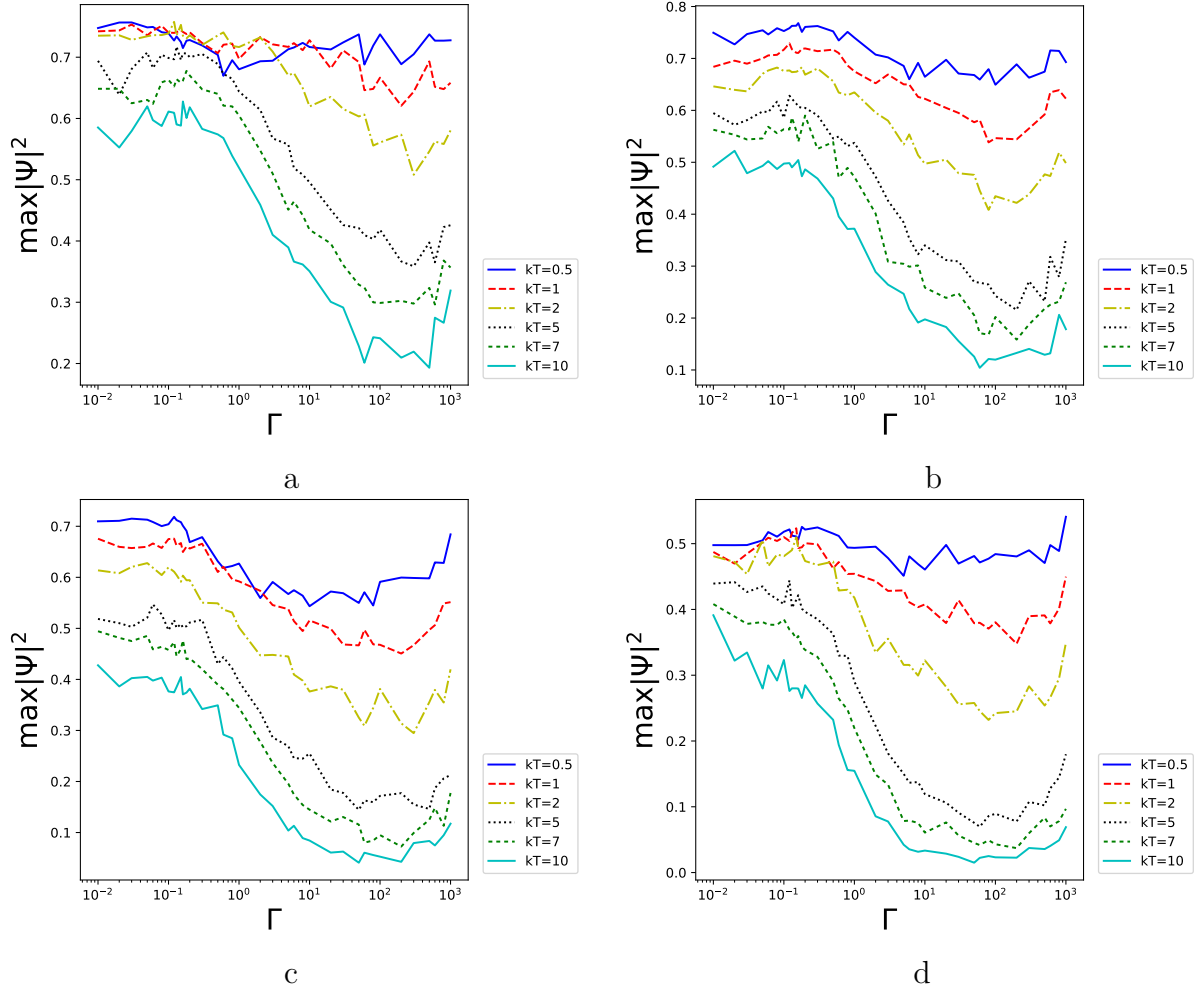 max|Ψ|²
0.7
0.6
0.5
0.4
0.3
0.2
10⁻² 10⁻¹ 10⁰ 10¹ 10² 10³
Γ
kT=0.5
kT=1
kT=2
kT=5
kT=7
kT=10
a
max|Ψ|²
0.8
0.7
0.6
0.5
0.4
0.3
0.2
0.1
10⁻² 10⁻¹ 10⁰ 10¹ 10² 10³
Γ
kT=0.5
kT=1
kT=2
kT=5
kT=7
kT=10
b
max|Ψ|²
0.7
0.6
0.5
0.4
0.3
0.2
0.1
10⁻² 10⁻¹ 10⁰ 10¹ 10² 10³
Γ
kT=0.5
kT=1
kT=2
kT=5
kT=7
kT=10
c
max|Ψ|²
0.5
0.4
0.3
0.2
0.1
0.0
10⁻² 10⁻¹ 10⁰ 10¹ 10² 10³
Γ
kT=0.5
kT=1
kT=2
kT=5
kT=7
kT=10
d